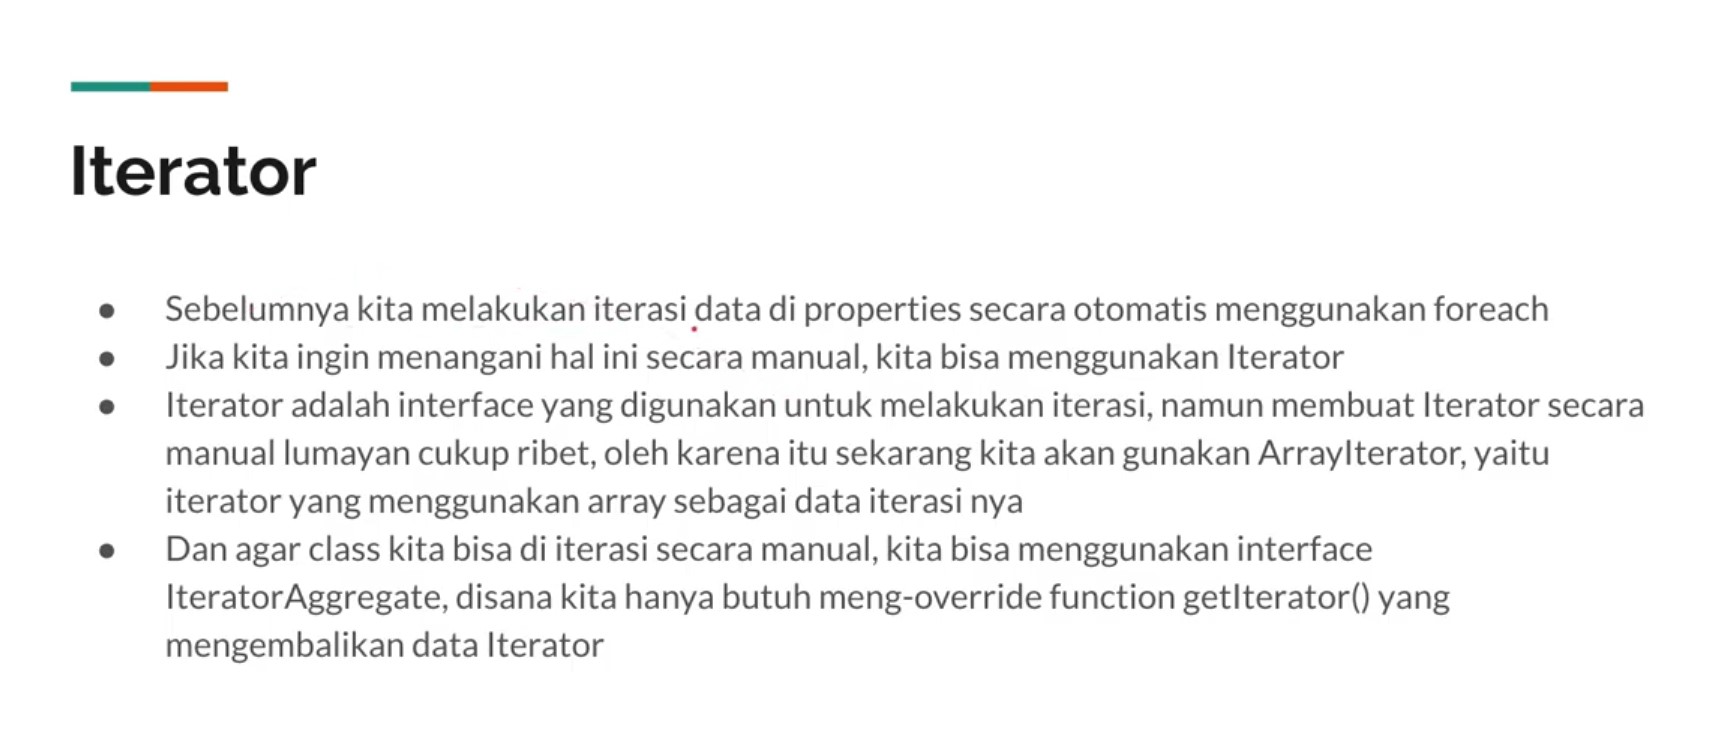 Iterator
● Sebelumnya kita melakukan iterasi data di properties secara otomatis menggunakan foreach
● Jika kita ingin menangani hal ini secara manual, kita bisa menggunakan Iterator
● Iterator adalah interface yang digunakan untuk melakukan iterasi, namun membuat Iterator secara
manual lumayan cukup ribet, oleh karena itu sekarang kita akan gunakan ArrayIterator, yaitu
iterator yang menggunakan array sebagai data iterasi nya
● Dan agar class kita bisa di iterasi secara manual, kita bisa menggunakan interface
IteratorAggregate, disana kita hanya butuh meng-override function getIterator() yang
mengembalikan data Iterator